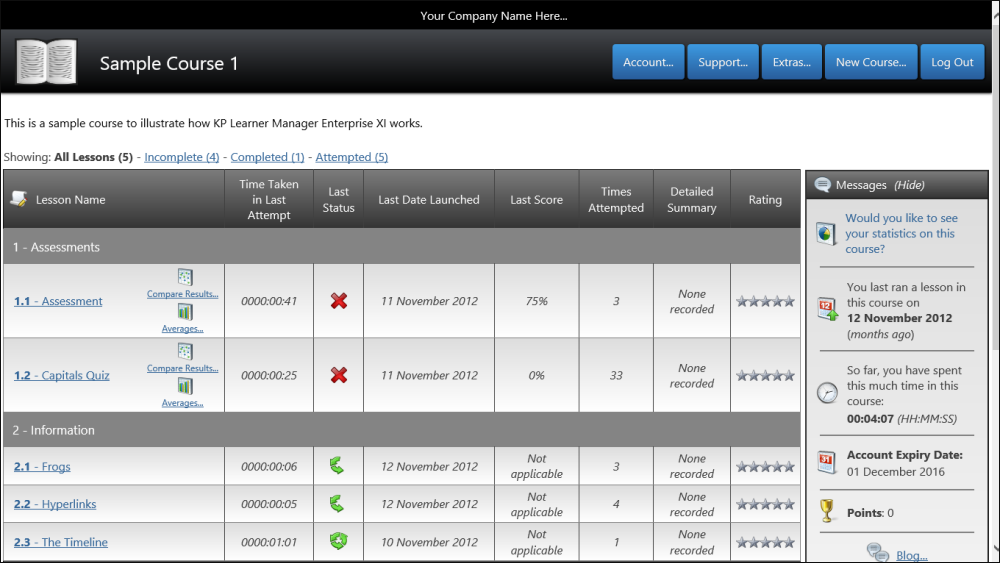 Your Company Name Here...
Sample Course 1
Account...
Support...
Extras...
New Course...
Log Out
This is a sample course to illustrate how KP Learner Manager Enterprise XI works.
Showing: All Lessons (5) - Incomplete (4) - Completed (1) - Attempted (5)
Lesson Name
Time Taken
in Last
Attempt
Last
Status
Last Date Launched
Last Score
Times
Attempted
Detailed
Summary
Rating
1 - Assessments
1.1 - Assessment
Compare Results...
Averages...
0000:00:41
11 November 2012
75%
3
None
recorded
1.2 - Capitals Quiz
Compare Results...
Averages...
0000:00:25
11 November 2012
0%
33
None
recorded
2 - Information
2.1 - Frogs
0000:00:06
12 November 2012
Not
applicable
3
None
recorded
2.2 - Hyperlinks
0000:00:05
12 November 2012
Not
applicable
4
None
recorded
2.3 - The Timeline
0000:01:01
10 November 2012
Not
applicable
1
None
recorded
Messages (Hide)
Would you like to see
your statistics on this
course?
12
You last ran a lesson in
this course on
12 November 2012
(months ago)
So far, you have spent
this much time in this
course:
00:04:07 (HH:MM:SS)
31
Account Expiry Date:
01 December 2016
Points: 0
Blog...